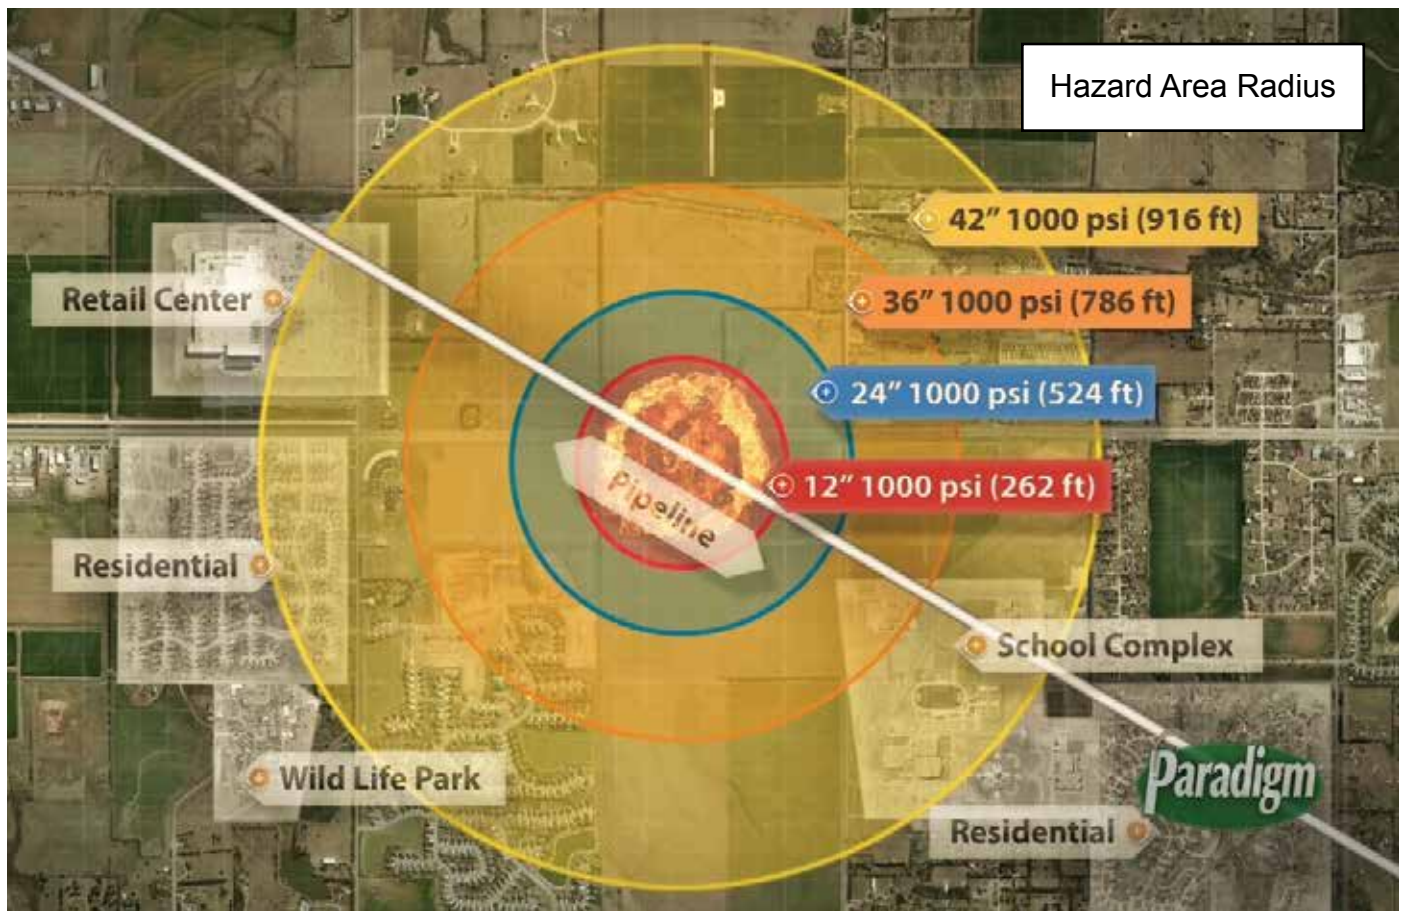 Hazard Area Radius
42” 1000 psi (916 ft)
Retail Center
36” 1000 psi (786 ft)
24” 1000 psi (524 ft)
12” 1000 psi (262 ft)
Pipeline
Residential
School Complex
Wild Life Park
Paradigm
Residential